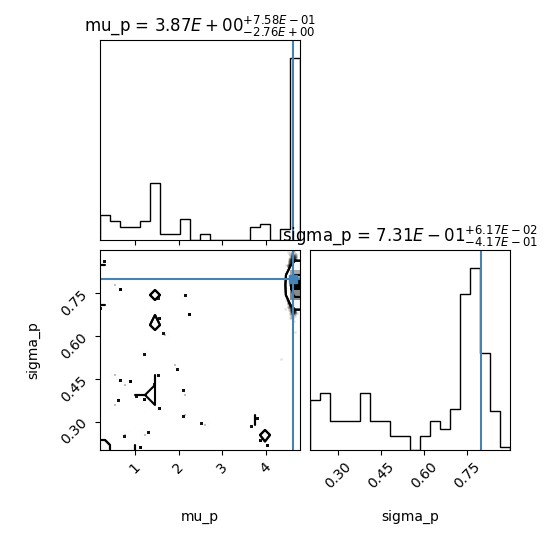 mu_p = 3.87E + 00+7.58E − 01 −2.76E + 00
sigma_p = 7.31E − 01+6.17E − 02 −4.17E − 01
sigma_p
0.75
0.60
0.45
0.30
1 2 3 4
mu_p
0.30 0.45 0.60 0.75
sigma_p